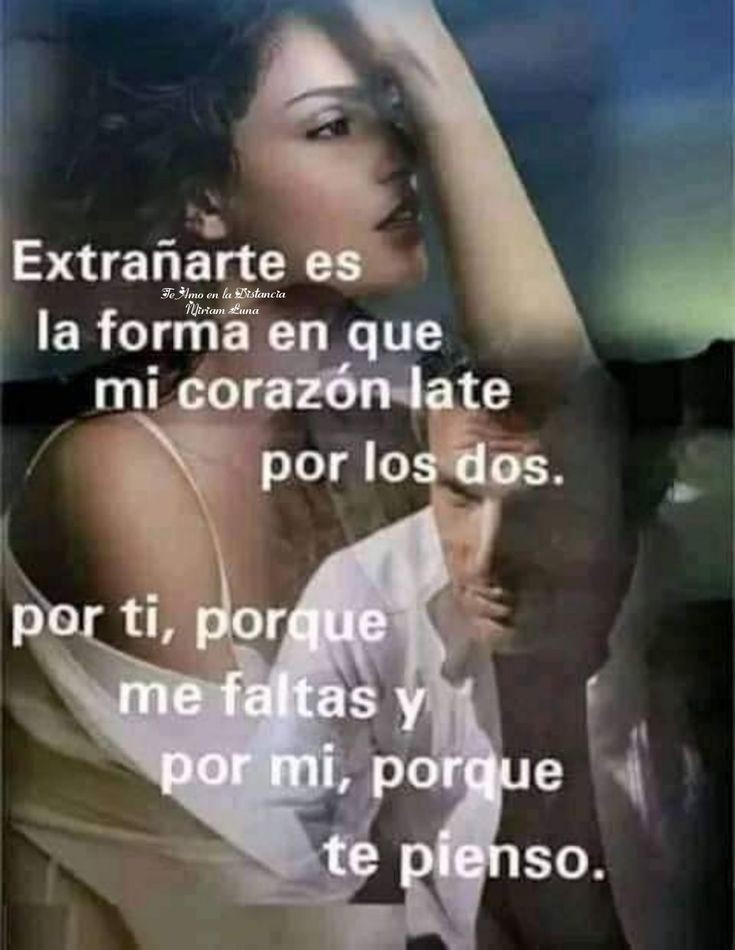 Extrañarte es
Te Amo en la Distancia
Miriam Luna
la forma en que
mi corazón late
por los dos.
por ti, porque
me faltas y
por mi, porque
te pienso.